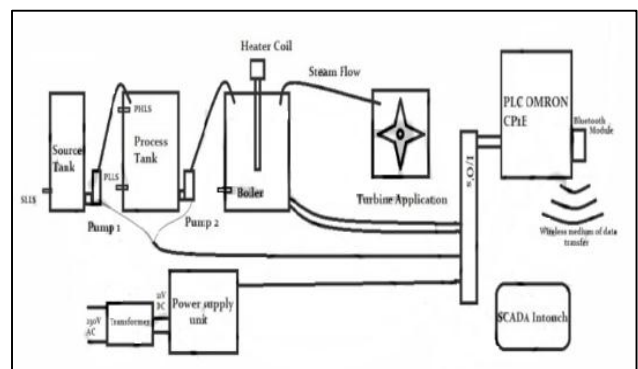 Heater Coil
Steam Flow
PLC OMRON
CP1E
Bluetooth
Module
PHLS
Source
Tank
Process
Tank
PLLS
SLLS
Boiler
I/O's
Turbine Application
Pump 1
Pump 2
Wireless medium of data
transfer
230V
AC
Transformer
DC
Power supply
unit
SCADA Intouch